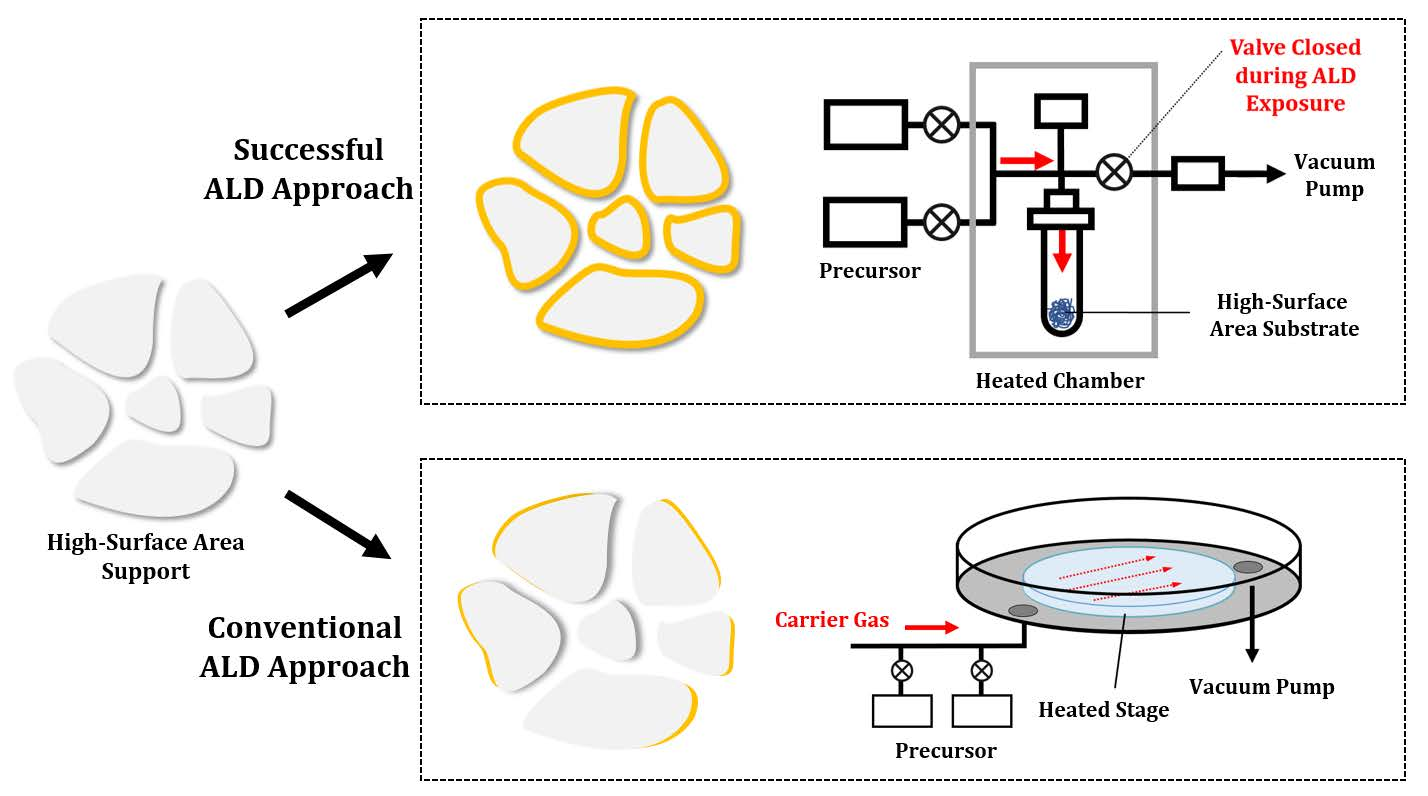 Successful
ALD Approach
Valve Closed
during ALD
Exposure
Vacuum
Pump
Precursor
High-Surface
Area Substrate
Heated Chamber
High-Surface Area
Support
Conventional
ALD Approach
Carrier Gas
Precursor
Heated Stage
Vacuum Pump